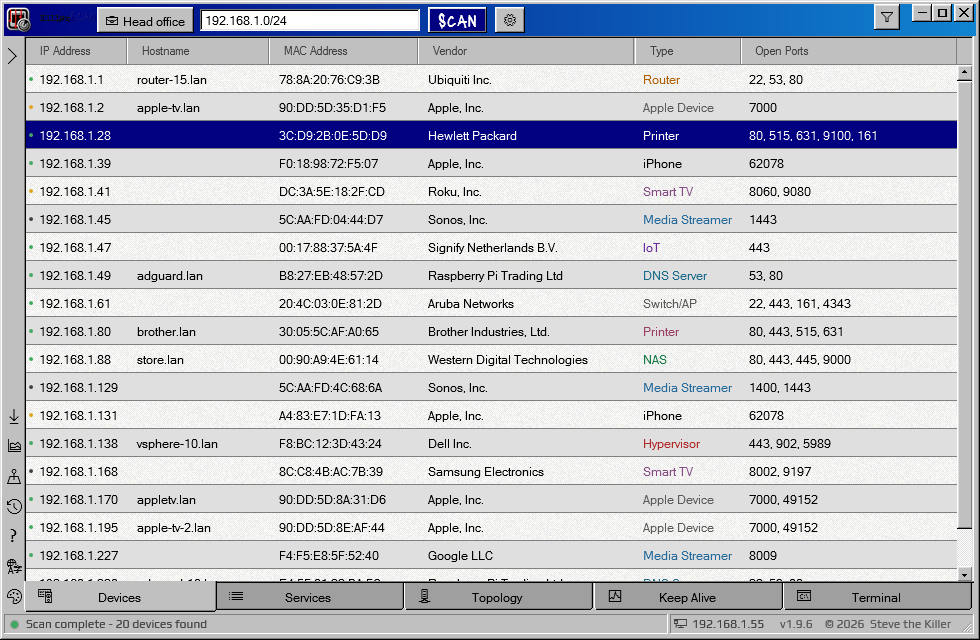 Head office 192.168.1.0/24 SCAN
IP Address Hostname MAC Address Vendor Type Open Ports
192.168.1.1 router-15.lan 78:8A:20:76:C9:3B Ubiquiti Inc. Router 22, 53, 80
192.168.1.2 apple-tv.lan 90:DD:5D:35:D1:F5 Apple, Inc. Apple Device 7000
192.168.1.28 3C:D9:2B:0E:5D:D9 Hewlett Packard Printer 80, 515, 631, 9100, 161
192.168.1.39 F0:18:98:72:F5:07 Apple, Inc. iPhone 62078
192.168.1.41 DC:3A:5E:18:2F:CD Roku, Inc. Smart TV 8060, 9080
192.168.1.45 5C:AA:FD:04:44:D7 Sonos, Inc. Media Streamer 1443
192.168.1.47 00:17:88:37:5A:4F Signify Netherlands B.V. IoT 443
192.168.1.49 adguard.lan B8:27:EB:48:57:2D Raspberry Pi Trading Ltd DNS Server 53, 80
192.168.1.61 20:4C:03:0E:81:2D Aruba Networks Switch/AP 22, 443, 161, 4343
192.168.1.80 brother.lan 30:05:5C:AF:A0:65 Brother Industries, Ltd. Printer 80, 443, 515, 631
192.168.1.88 store.lan 00:90:A9:4E:61:14 Western Digital Technologies NAS 80, 443, 445, 9000
192.168.1.129 5C:AA:FD:4C:68:6A Sonos, Inc. Media Streamer 1400, 1443
192.168.1.131 A4:83:E7:1D:FA:13 Apple, Inc. iPhone 62078
192.168.1.138 vsphere-10.lan F8:BC:12:3D:43:24 Dell Inc. Hypervisor 443, 902, 5989
192.168.1.168 8C:C8:4B:AC:7B:39 Samsung Electronics Smart TV 8002, 9197
192.168.1.170 appletv.lan 90:DD:5D:8A:31:D6 Apple, Inc. Apple Device 7000, 49152
192.168.1.195 apple-tv-2.lan 90:DD:5D:8E:AF:44 Apple, Inc. Apple Device 7000, 49152
192.168.1.227 F4:F5:E8:5F:52:40 Google LLC Media Streamer 8009
Devices Services Topology Keep Alive Terminal
Scan complete - 20 devices found 192.168.1.55 v1.9.6 © 2026 Steve the Killer